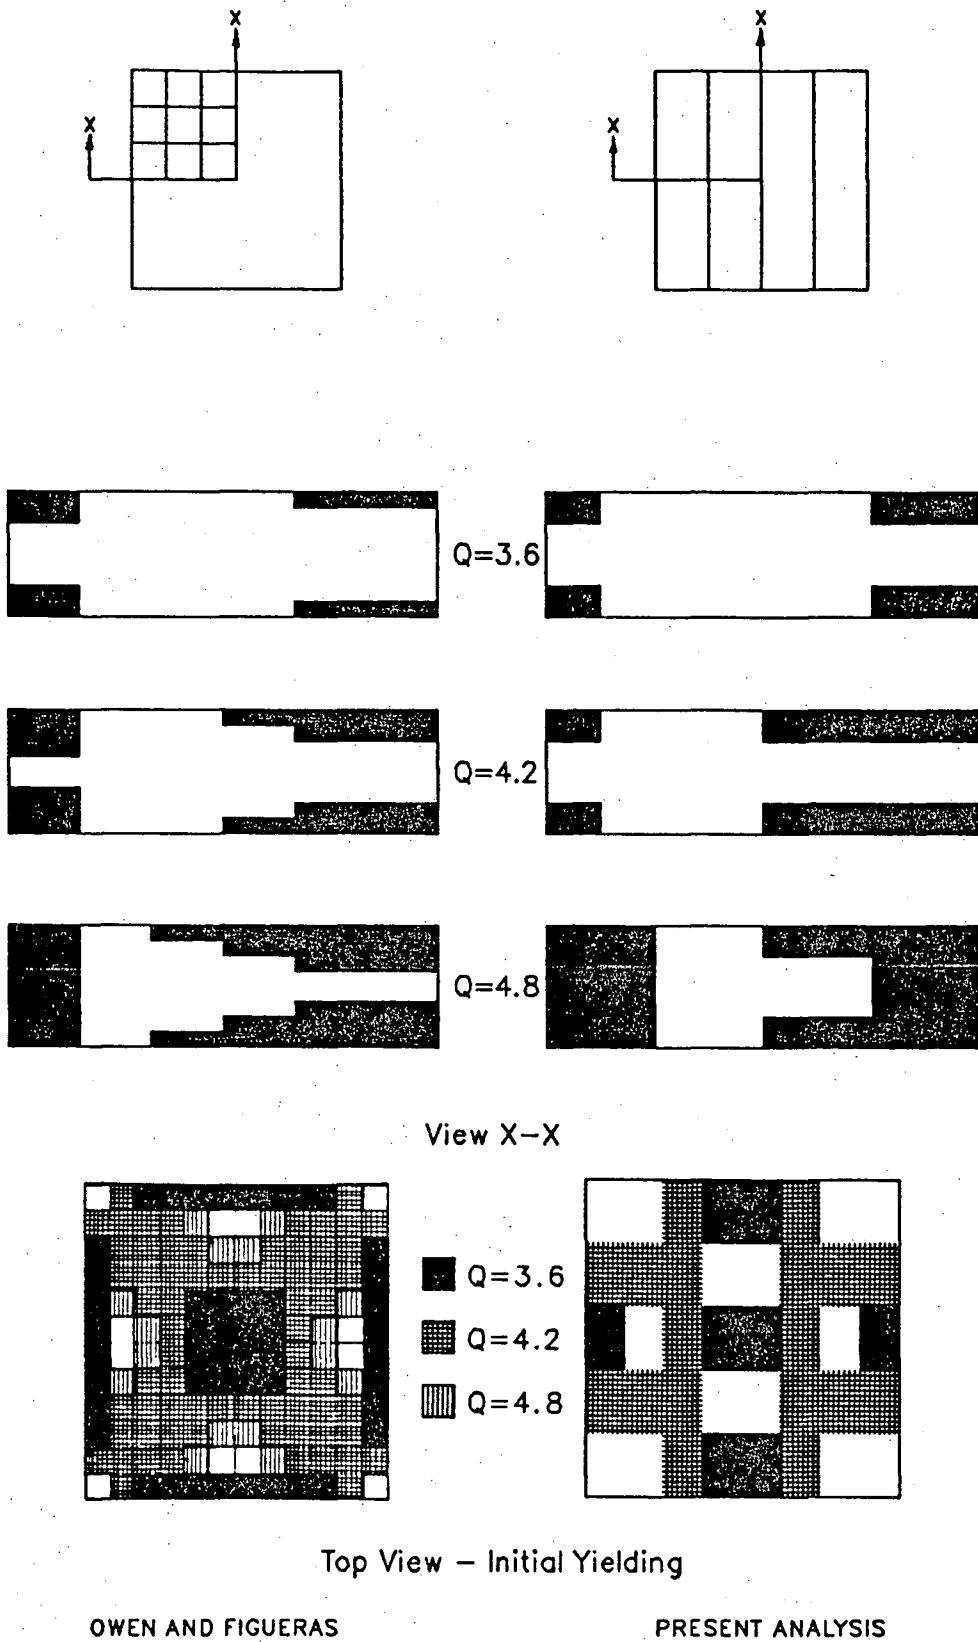 X
X
X
X
Q=3.6
Q=4.2
Q=4.8
View X-X
Q=3.6
Q=4.2
Q=4.8
Top View - Initial Yielding
OWEN AND FIGUERAS
PRESENT ANALYSIS